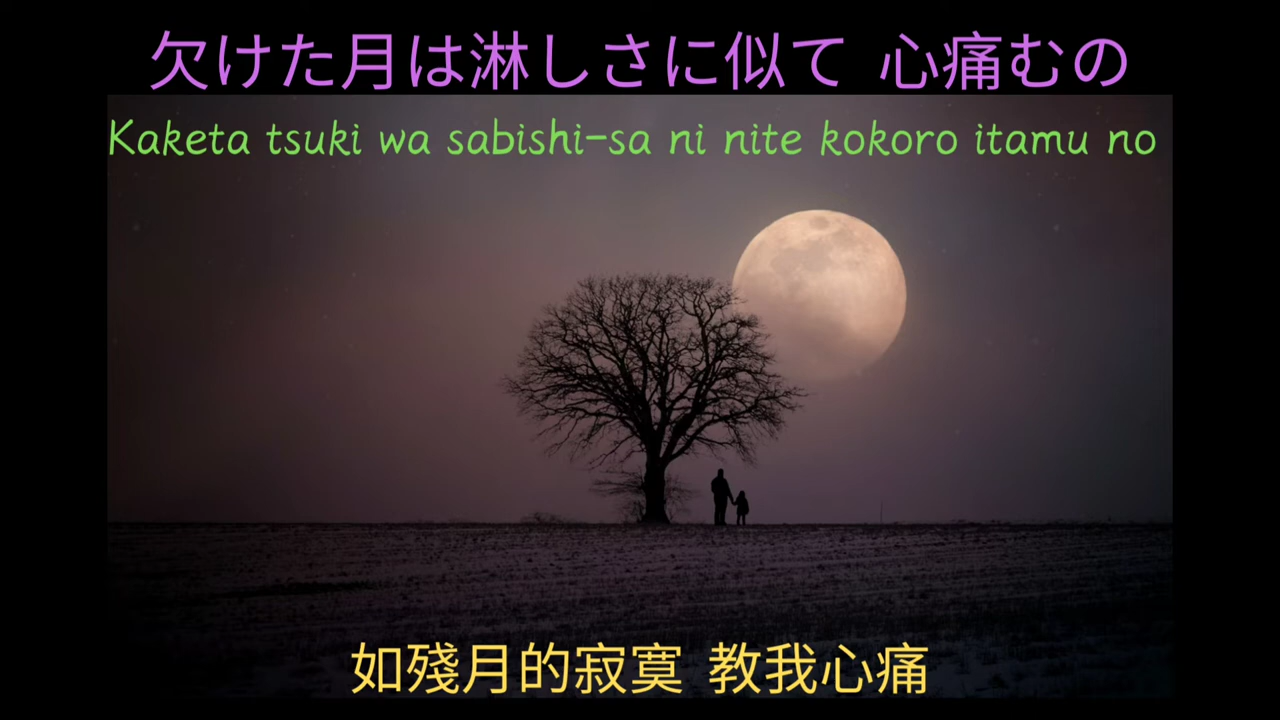 欠けた月は淋しさに似て 心痛むの
Kaketa tsuki wa sabishi-sa ni nite kokoro itamu no
如殘月的寂寞 教我心痛